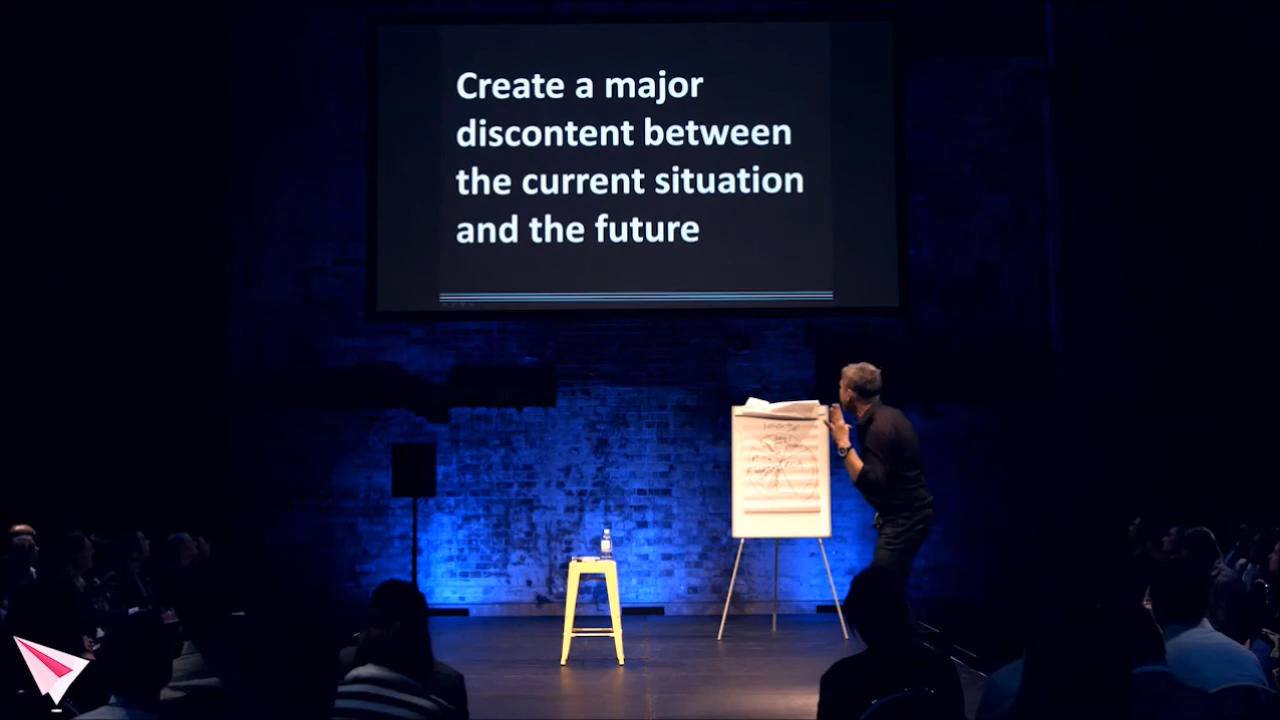 Create a major
discontent between
the current situation
and the future